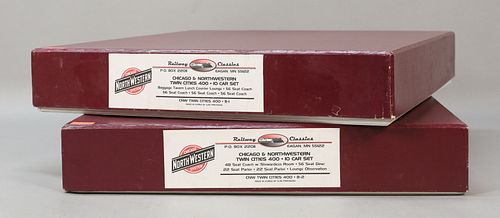 Railway Classics
P.O. BOX 22011 EAGAN, MN 55122
CHICAGO & NORTHWESTERN
TWIN CITIES 400 • 10 CAR SET
Baggage Tavern Lunch Counter Lounge • 56 Seat Coach
56 Seat Coach • 56 Seat Coach • 56 Seat Coach
CNW TWIN CITIES 400 • B-1
NORTH WESTERN
Railway Classics
P.O. BOX 22011 EAGAN, MN 55122
CHICAGO & NORTHWESTERN
TWIN CITIES 400 • 10 CAR SET
48 Seat Coach w Stewardess Room • 56 Seat Diner
22 Seat Parlor • 22 Seat Parlor • Lounge Observation
CNW TWIN CITIES 400 • B-2
NORTH WESTERN